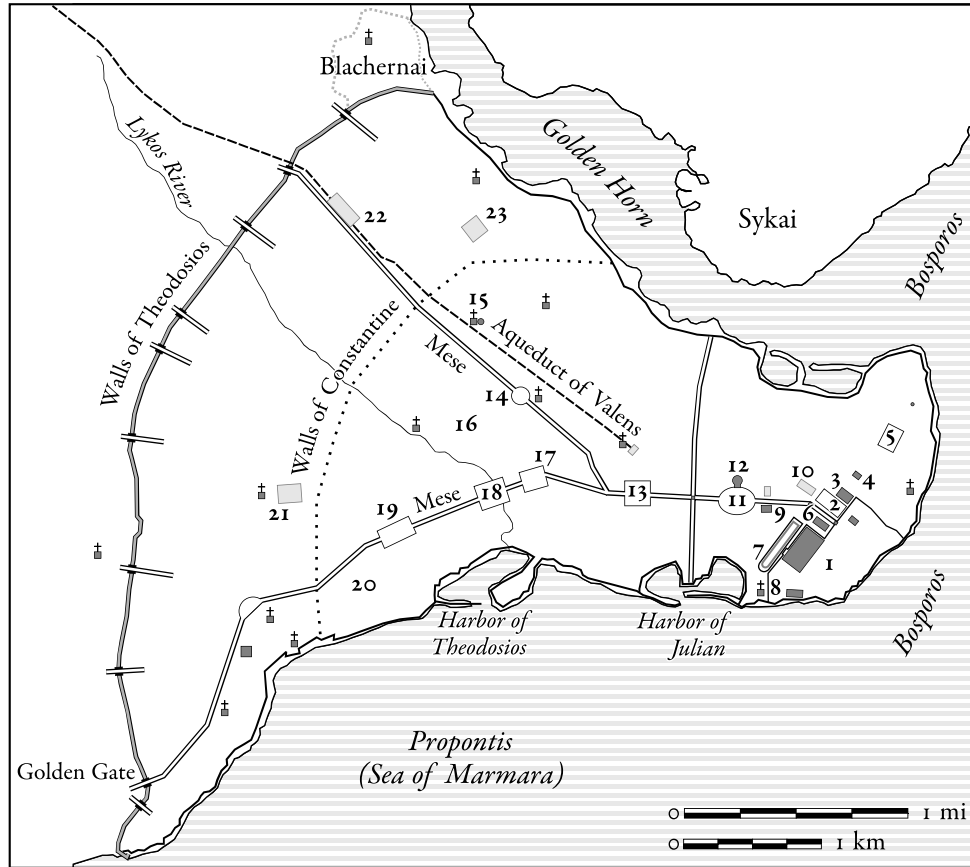 Blachernai
Lykos River
Golden Horn
Sykai
Bosporos
22
23
Walls of Theodosios
Walls of Constantine
15
Aqueduct of Valens
Mese
14
16
17
18
19
Mese
21
20
13
12
11
10
9
5
4
3
2
6
7
1
8
Harbor of
Theodosios
Harbor of
Julian
Bosporos
Golden Gate
Propontis
(Sea of Marmara)
0
1 mi
0
1 km